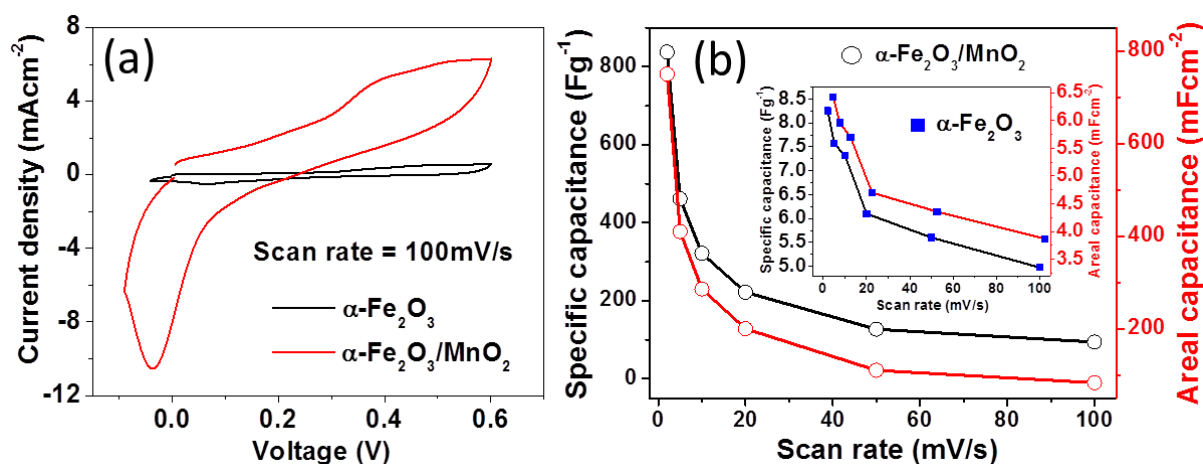 (a)
Current density (mAcm⁻²)
8
4
0
-4
-8
-12
Scan rate = 100mV/s
α-Fe₂O₃
α-Fe₂O₃/MnO₂
0.0 0.2 0.4 0.6
Voltage (V)
(b)
α-Fe₂O₃/MnO₂
Specific capacitance (Fg⁻¹)
800
600
400
200
0
Areal capacitance (mFcm⁻²)
800
600
400
200
0 20 40 60 80 100
Scan rate (mV/s)
α-Fe₂O₃
Specific capacitance (Fg⁻¹)
8.5
8.0
7.5
7.0
6.5
6.0
5.5
5.0
Areal capacitance (mFcm⁻²)
6.5
6.0
5.5
5.0
4.5
4.0
3.5
0 20 40 60 80 100
Scan rate (mV/s)